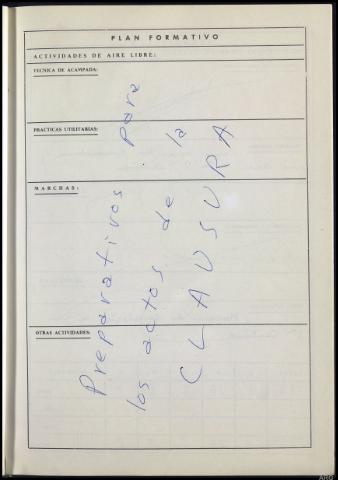 PLAN FORMATIVO
ACTIVIDADES DE AIRE LIBRE:
TECNICA DE ACAMPADA:
PRACTICAS UTILITARIAS:
MARCHAS:
OTRAS ACTIVIDADES:
Preparativos para
los actos de la
CLAUSURA